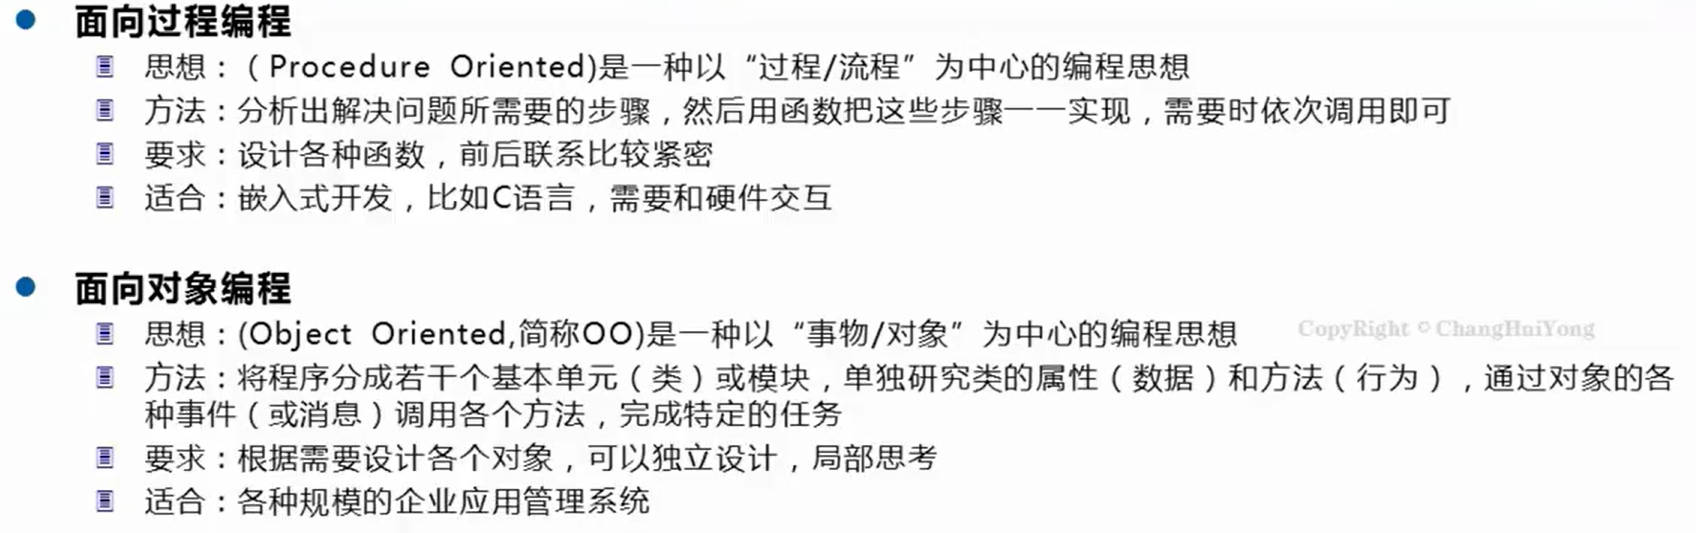 面向过程编程
思想：（Procedure Oriented)是一种以“过程/流程”为中心的编程思想
方法：分析出解决问题所需要的步骤，然后用函数把这些步骤一一实现，需要时依次调用即可
要求：设计各种函数，前后联系比较紧密
适合：嵌入式开发，比如C语言，需要和硬件交互
面向对象编程
思想：(Object Oriented,简称OO)是一种以“事物/对象”为中心的编程思想
CopyRight © ChangHuiYong
方法：将程序分成若干个基本单元（类）或模块，单独研究类的属性（数据）和方法（行为），通过对象的各
种事件（或消息）调用各个方法，完成特定的任务
要求：根据需要设计各个对象，可以独立设计，局部思考
适合：各种规模的企业应用管理系统